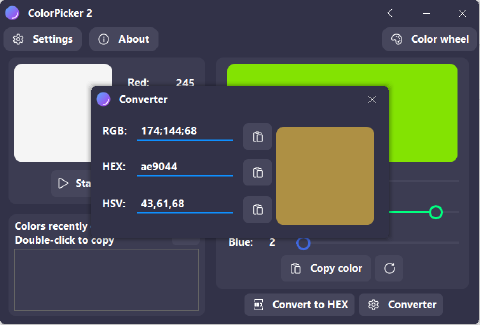 ColorPicker 2
Settings
About
Color wheel
Red: 245
Converter
RGB: 174;144;68
HEX: ae9044
HSV: 43,61,68
Colors recently
Double-click to copy
Blue: 2
Copy color
Convert to HEX
Converter